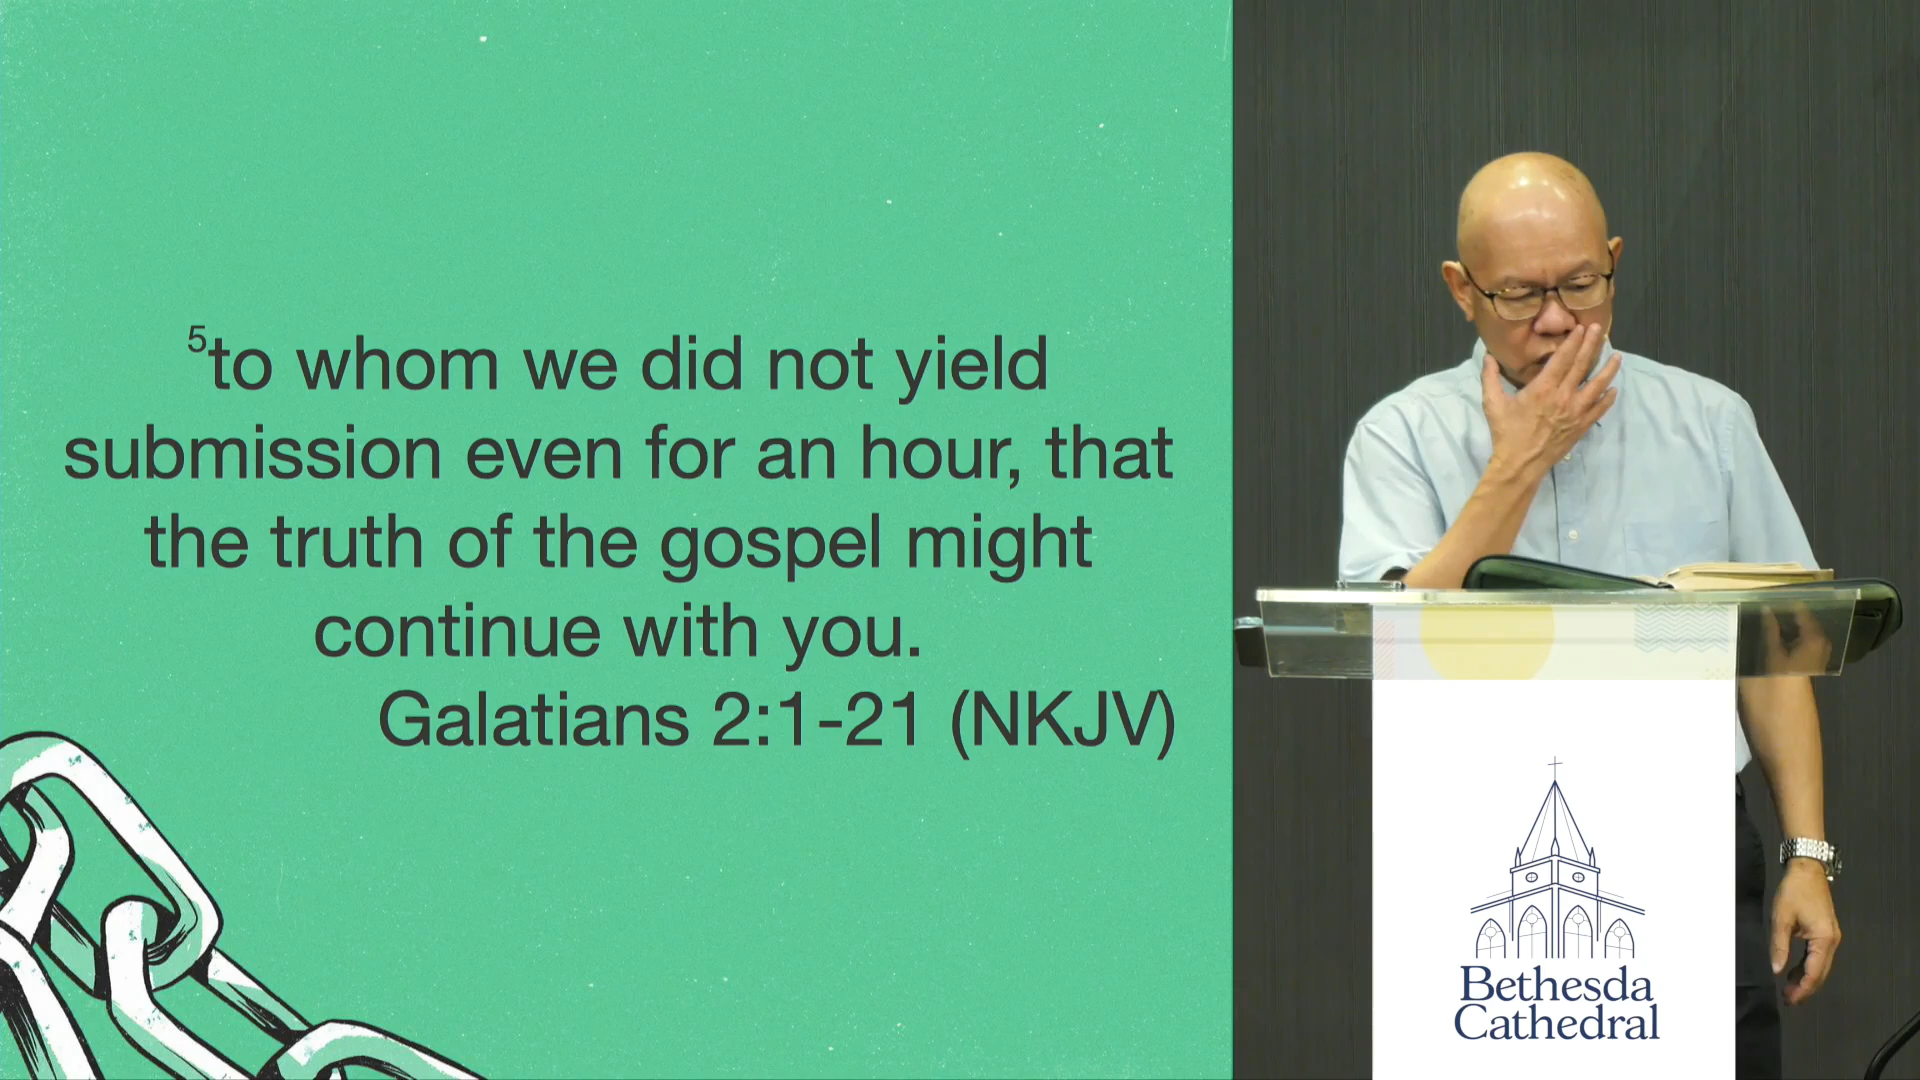 ⁵to whom we did not yield
submission even for an hour, that
the truth of the gospel might
continue with you.
Galatians 2:1-21 (NKJV)
Bethesda
Cathedral